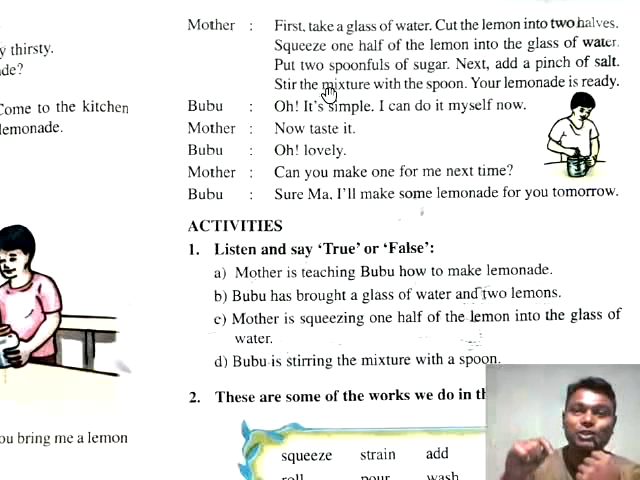 y thirsty.
de?
Come to the kitchen
lemonade.
ou bring me a lemon
Mother : First, take a glass of water. Cut the lemon into two halves.
Squeeze one half of the lemon into the glass of water.
Put two spoonfuls of sugar. Next, add a pinch of salt.
Stir the mixture with the spoon. Your lemonade is ready.
Bubu : Oh! It's simple. I can do it myself now.
Mother : Now taste it.
Bubu : Oh! lovely.
Mother : Can you make one for me next time?
Bubu : Sure Ma, I'll make some lemonade for you tomorrow.
ACTIVITIES
1. Listen and say 'True' or 'False':
a) Mother is teaching Bubu how to make lemonade.
b) Bubu has brought a glass of water and two lemons.
c) Mother is squeezing one half of the lemon into the glass of
water.
d) Bubu is stirring the mixture with a spoon.
2. These are some of the works we do in th
squeeze strain add
roll pour wash